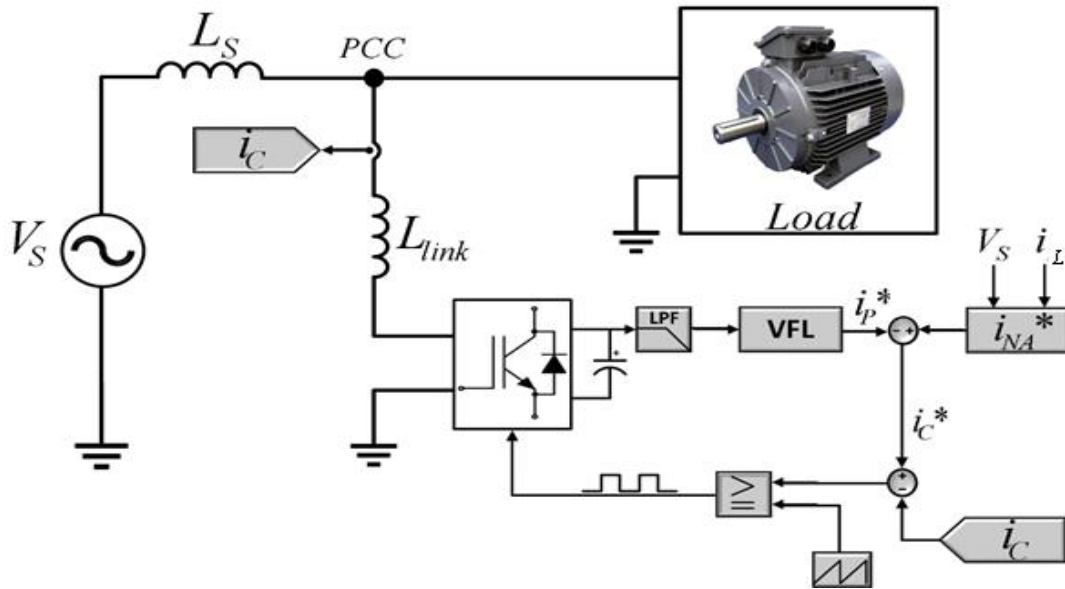 L_S
PCC
i_C
V_S
L_link
Load
V_S
i_L
LPF
VFL
i_P*
- +
i_NA*
i_C*
+
-
≥
i_C
+